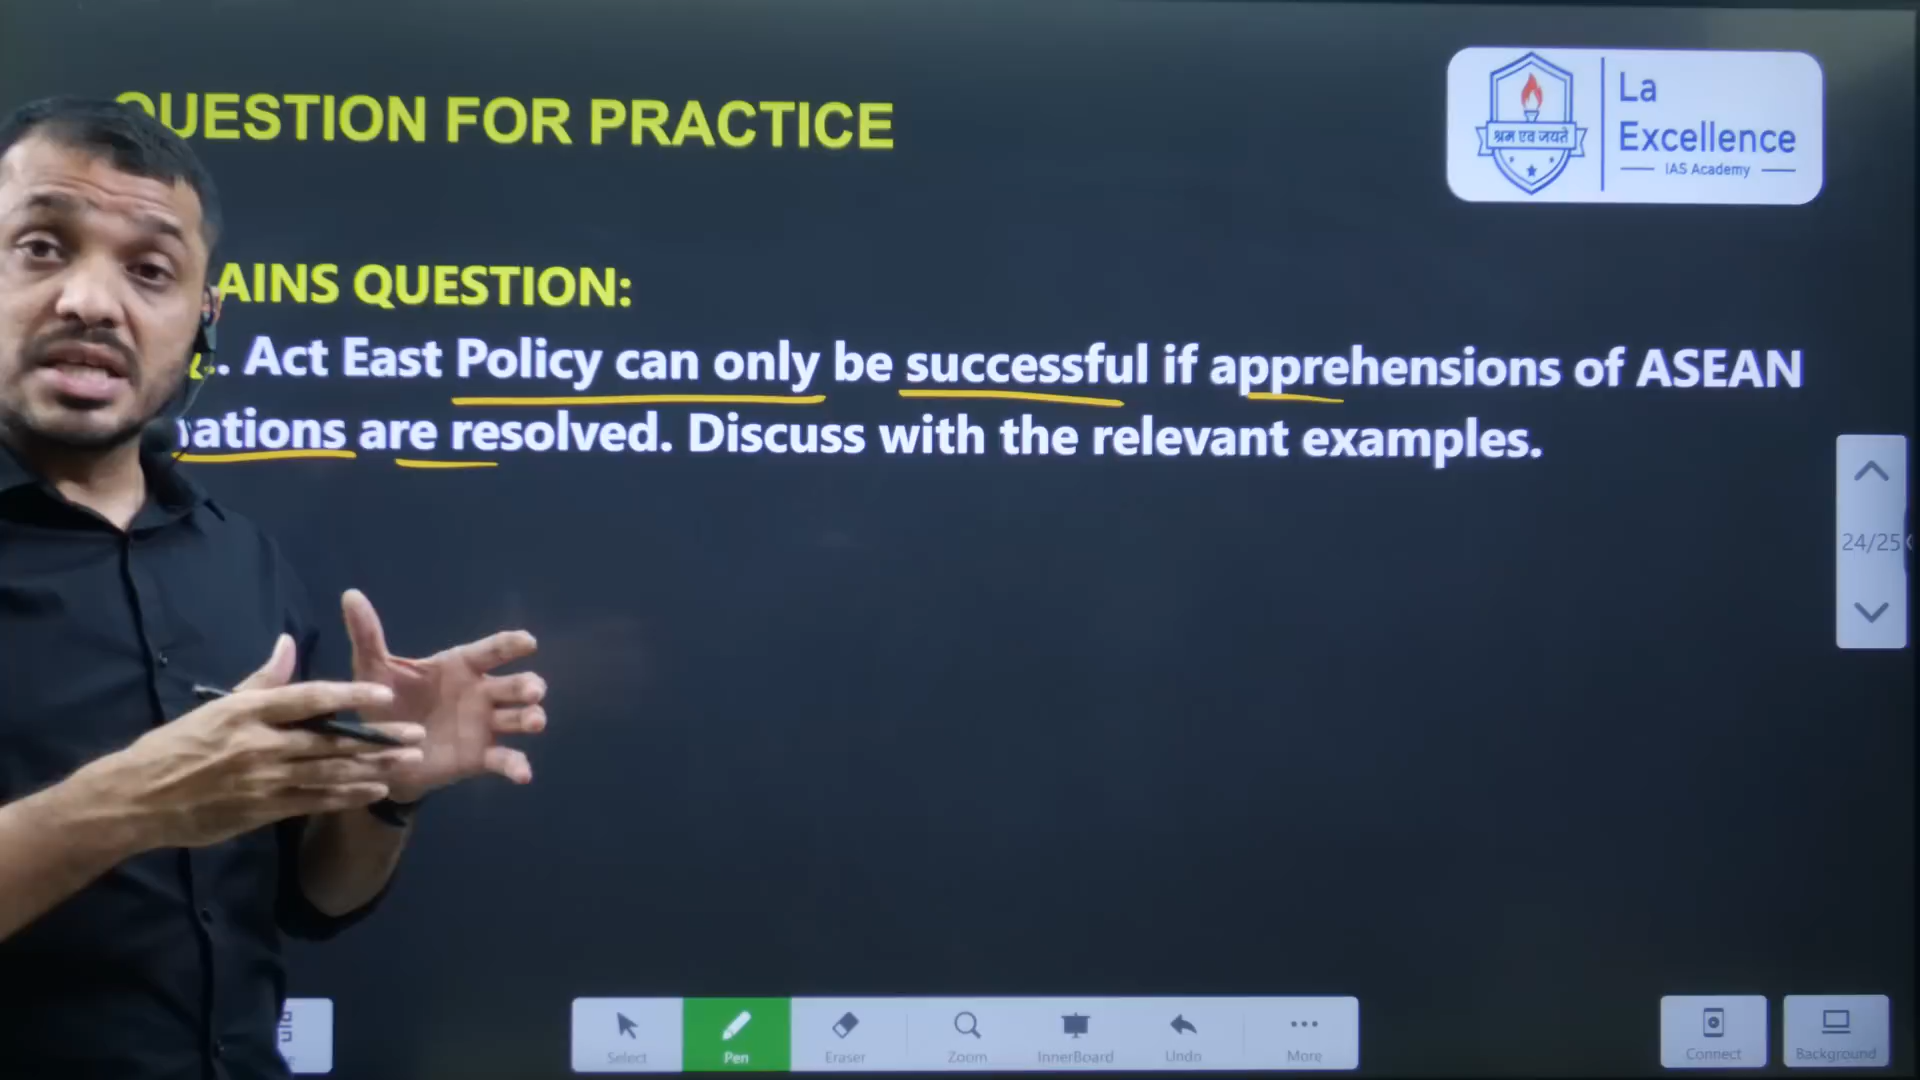 QUESTION FOR PRACTICE
La
Excellence
IAS Academy
श्रम एव जयते
AINS QUESTION:
. Act East Policy can only be successful if apprehensions of ASEAN
nations are resolved. Discuss with the relevant examples.
24/25
Select
Pen
Eraser
Zoom
InnerBoard
Undo
More
Connect
Background